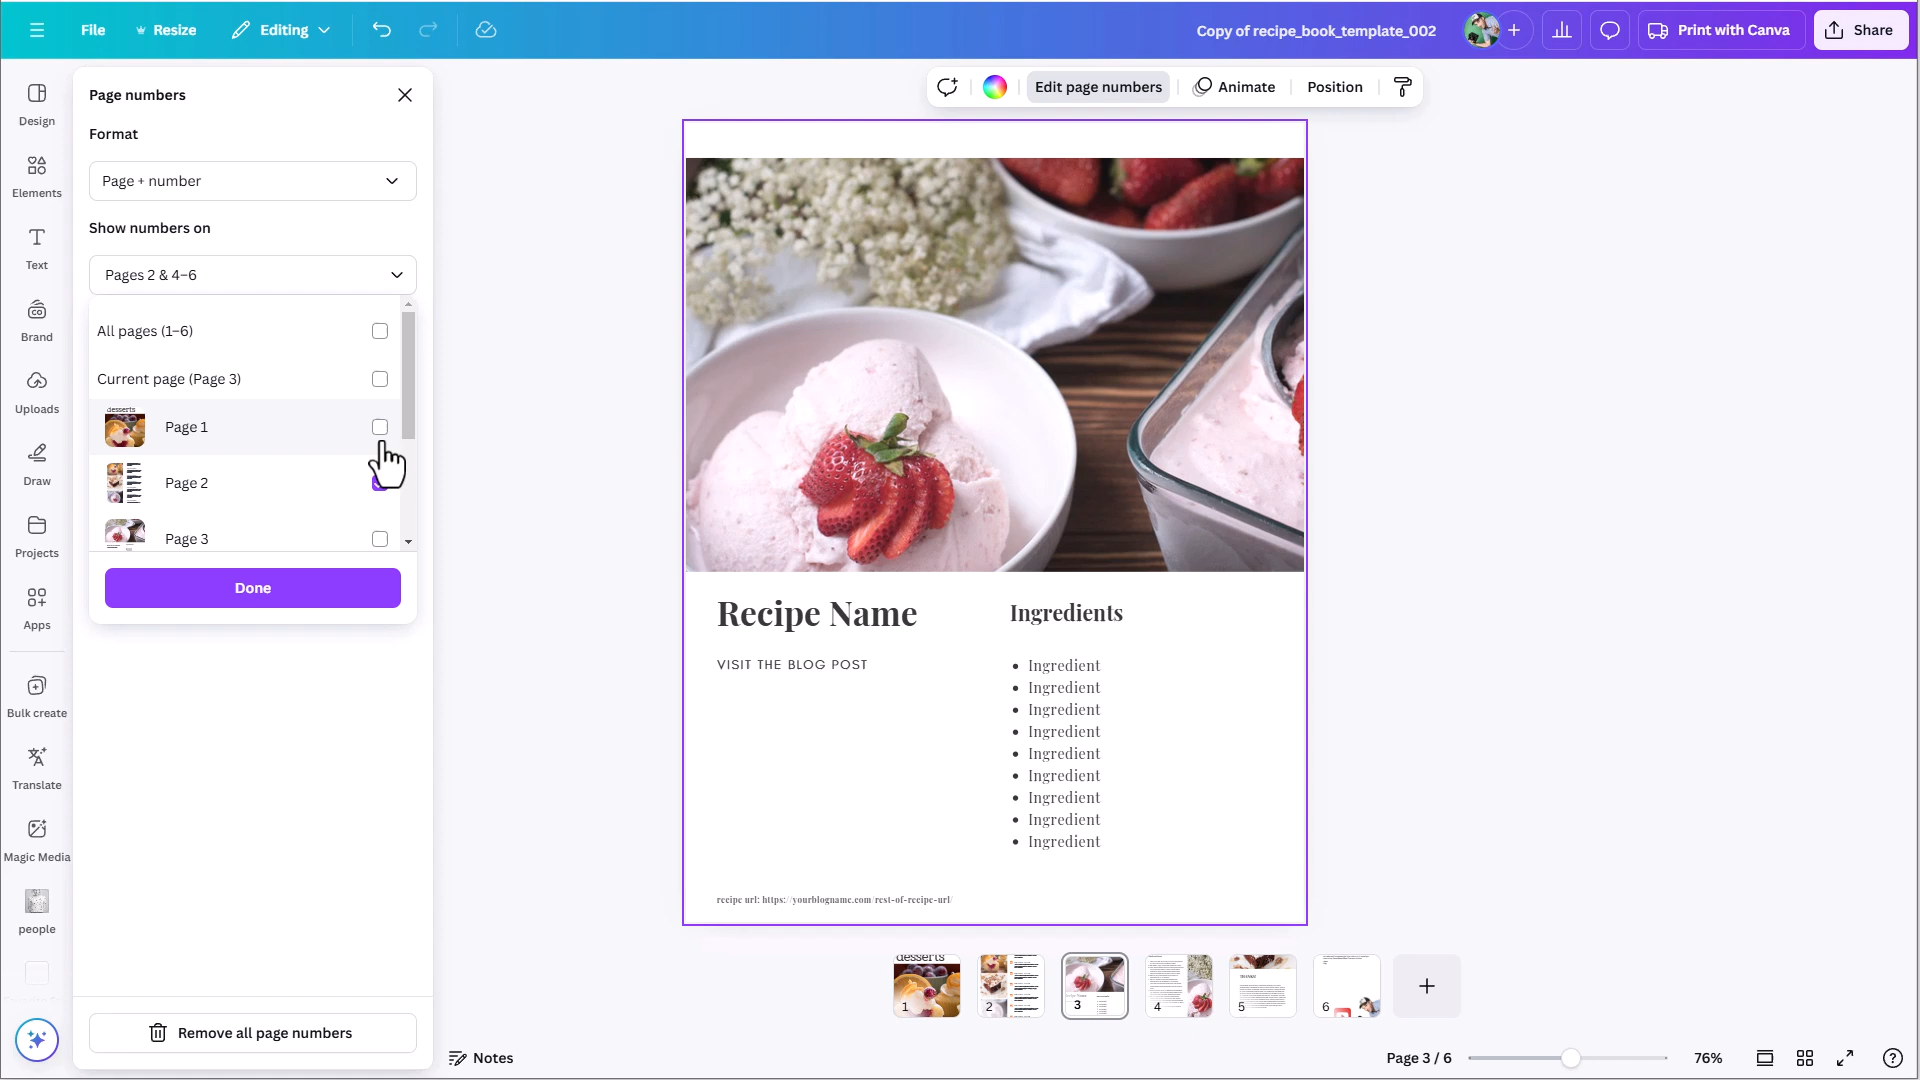 File
Resize
Editing
Copy of recipe_book_template_002
Print with Canva
Share
Design
Elements
Text
Brand
Uploads
Draw
Projects
Apps
Bulk create
Translate
Magic Media
people
Page numbers
Format
Page + number
Show numbers on
Pages 2 & 4–6
All pages (1–6)
Current page (Page 3)
desserts
Page 1
Page 2
Page 3
Done
Remove all page numbers
Edit page numbers
Animate
Position
Recipe Name
VISIT THE BLOG POST
Ingredients
Ingredient
Ingredient
Ingredient
Ingredient
Ingredient
Ingredient
Ingredient
Ingredient
Ingredient
recipe url: https://yourblogname.com/rest-of-recipe-url/
desserts
1
2
3
4
5
6
Notes
Page 3 / 6
76%